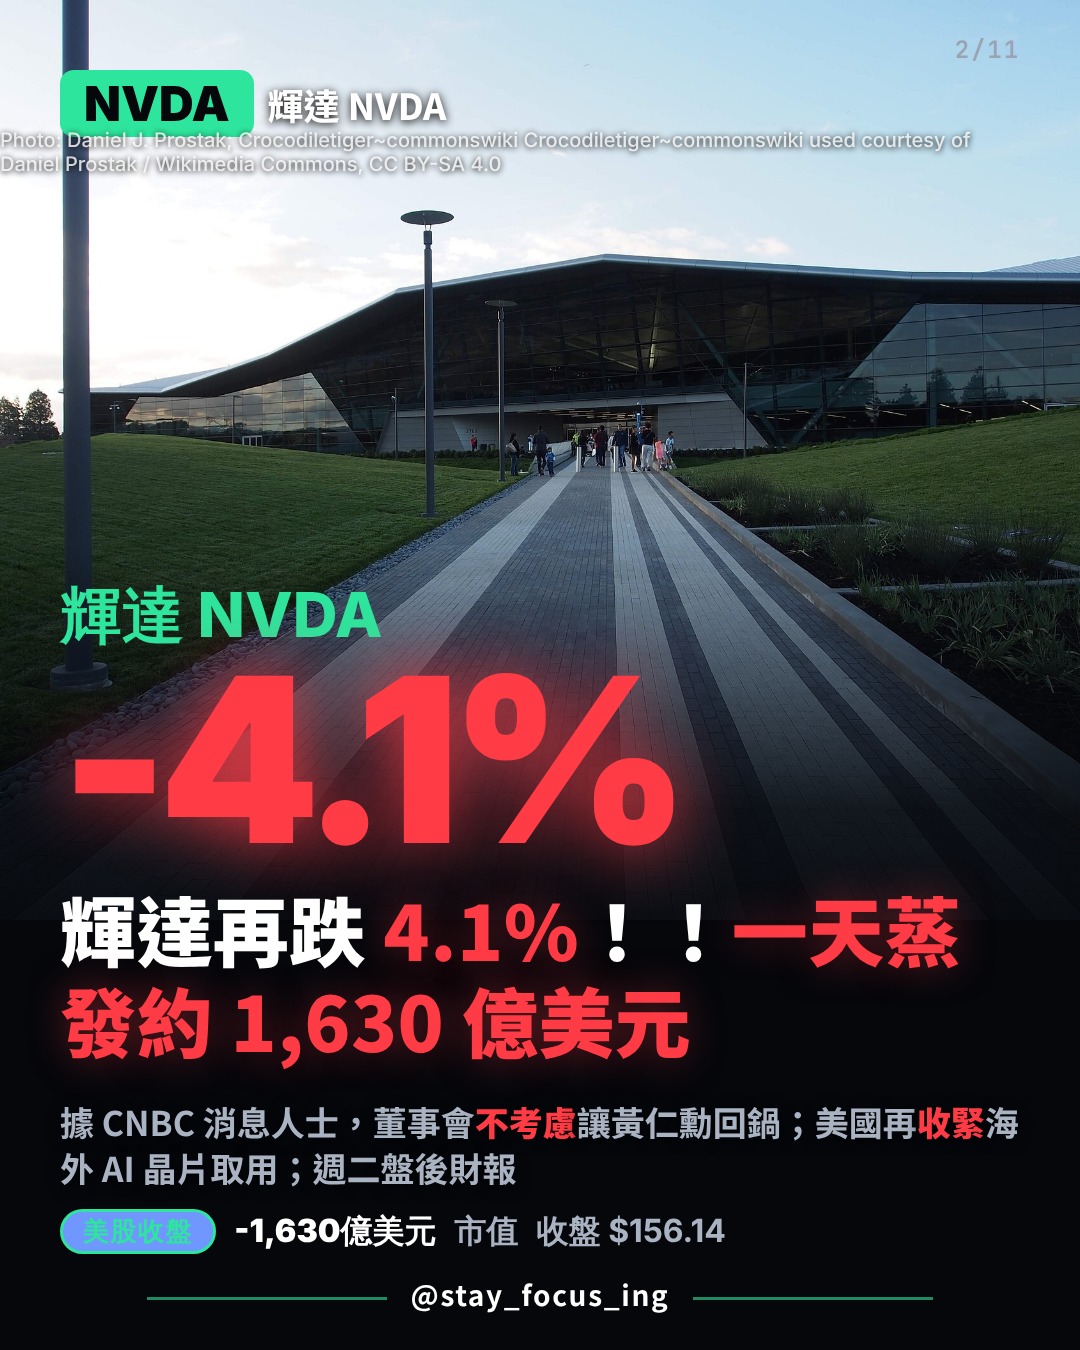 2/11
NVDA 輝達 NVDA
Photo: Daniel J. Prostak, Crocodiletiger~commonswiki Crocodiletiger~commonswiki used courtesy of
Daniel Prostak / Wikimedia Commons, CC BY-SA 4.0
輝達 NVDA
-4.1%
輝達再跌 4.1%！！一天蒸
發約 1,630 億美元
據 CNBC 消息人士，董事會不考慮讓黃仁勳回鍋；美國再收緊海
外 AI 晶片取用；週二盤後財報
美股收盤 -1,630億美元 市值 收盤 $156.14
@stay_focus_ing